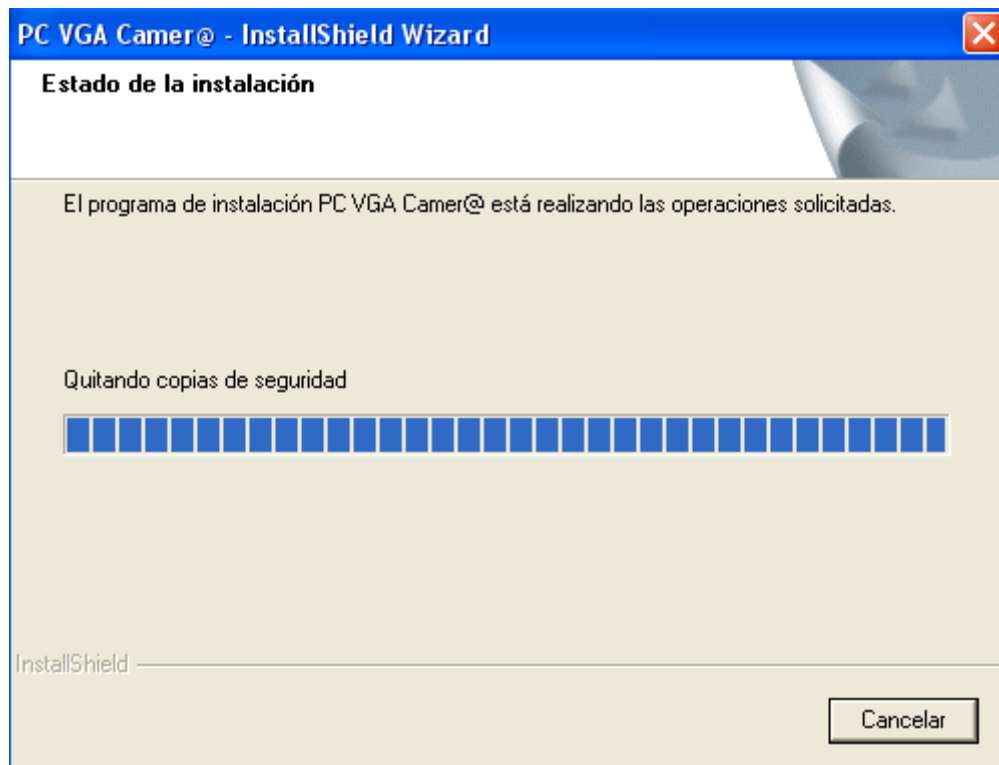 PC VGA Camer@ - InstallShield Wizard
Estado de la instalación
El programa de instalación PC VGA Camer@ está realizando las operaciones solicitadas.
Quitando copias de seguridad
InstallShield
Cancelar